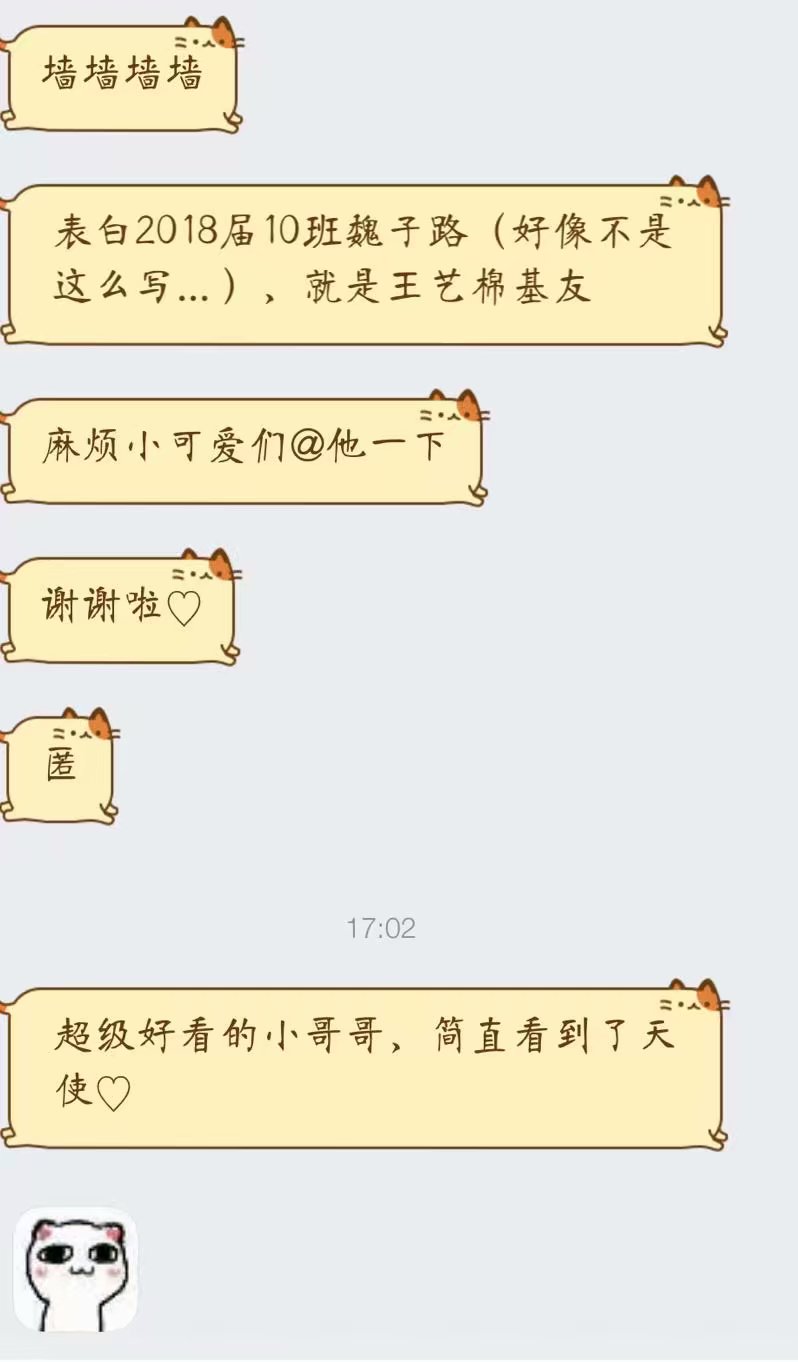 墙墙墙墙
表白2018届10班魏子路（好像不是
这么写...），就是王艺棉基友
麻烦小可爱们@他一下
谢谢啦♡
匿
17:02
超级好看的小哥哥，简直看到了天
使♡